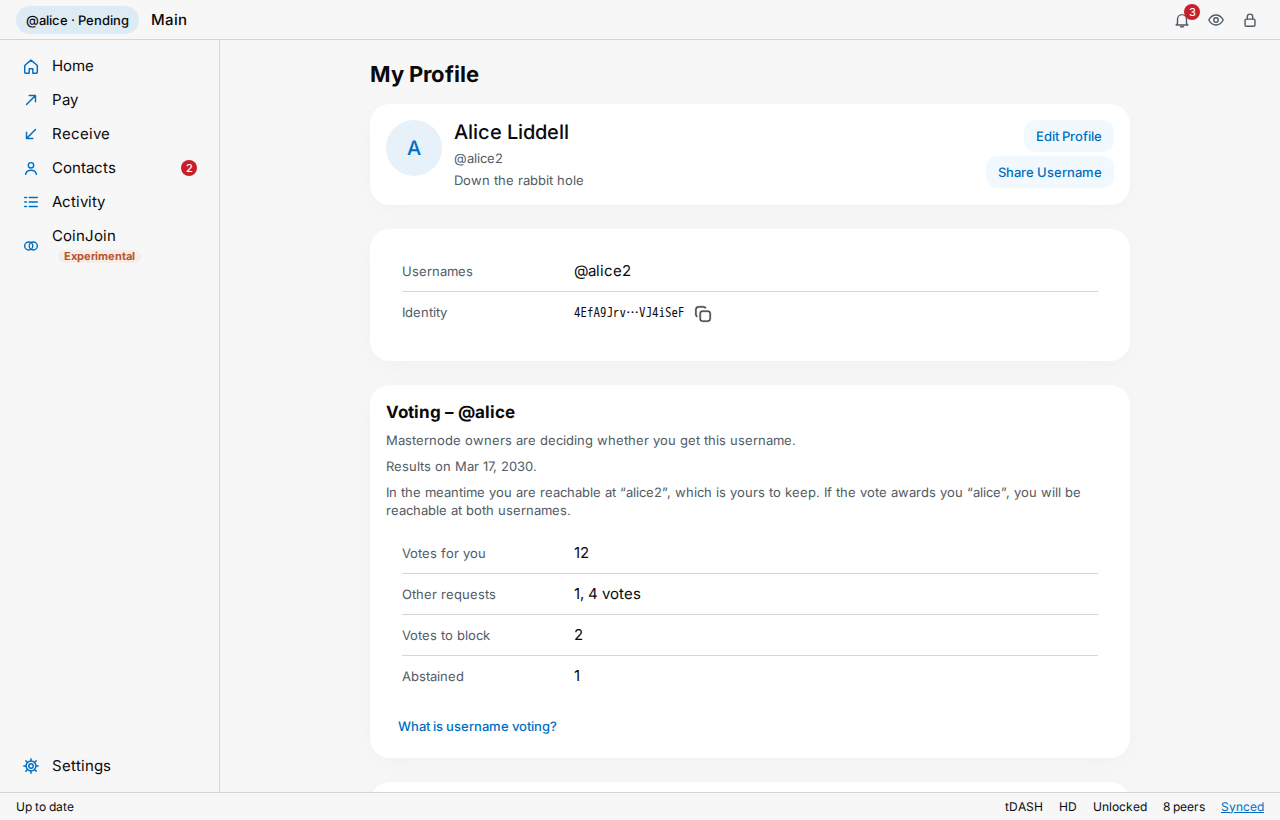 @alice · Pending Main 3
Home
Pay
Receive
Contacts 2
Activity
CoinJoin
Experimental
Settings
My Profile
A
Alice Liddell
@alice2
Down the rabbit hole
Edit Profile
Share Username
Usernames @alice2
Identity 4EfA9Jrv···VJ4iSeF
Voting – @alice
Masternode owners are deciding whether you get this username.
Results on Mar 17, 2030.
In the meantime you are reachable at “alice2”, which is yours to keep. If the vote awards you “alice”, you will be
reachable at both usernames.
Votes for you 12
Other requests 1, 4 votes
Votes to block 2
Abstained 1
What is username voting?
Up to date tDASH HD Unlocked 8 peers Synced